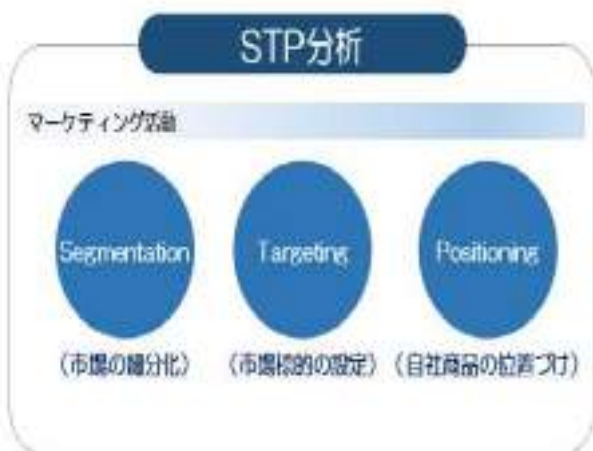 STP分析
マーケティング活動
Segmentation
Targeting
Positioning
(市場の細分化)
(市場標的の設定)
(自社商品の位置づけ)